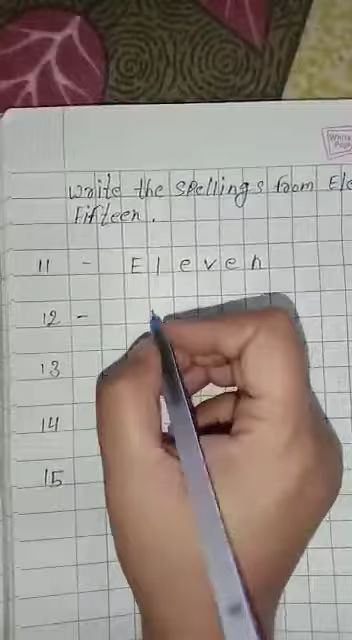 Write the spellings from Ele
Fifteen.
11 - Eleven
12 -
13
14
15